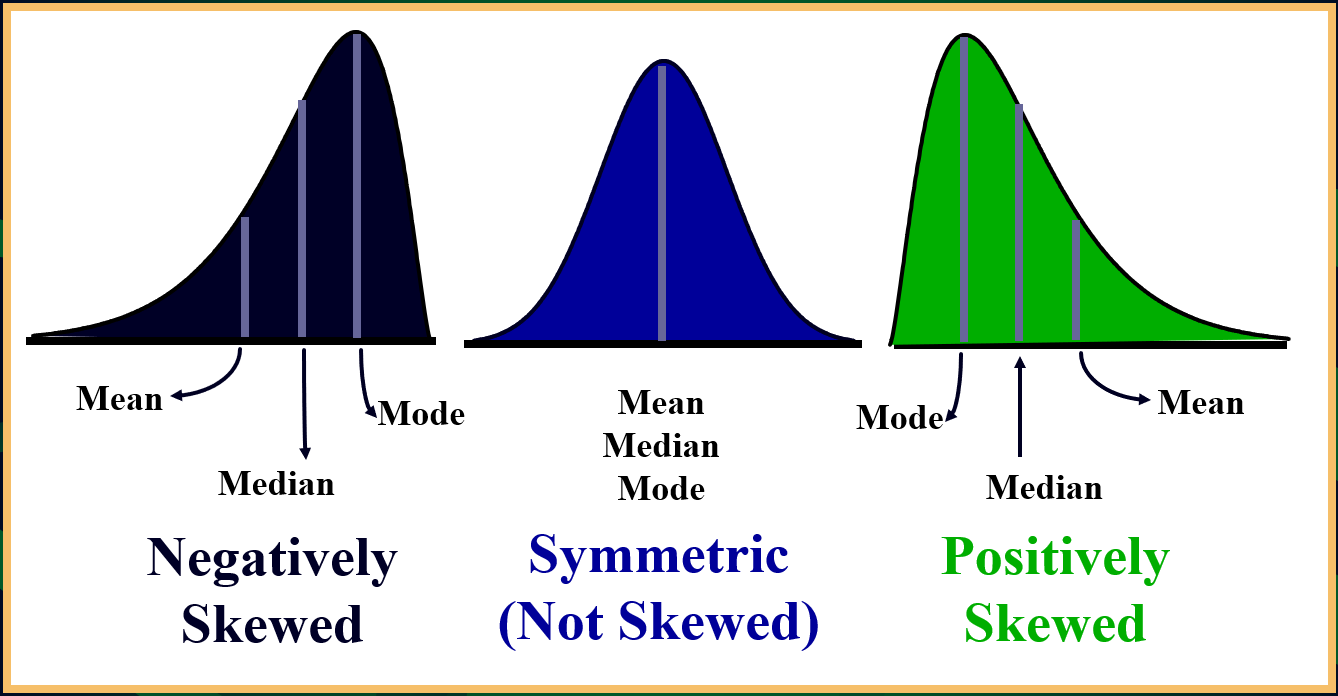 Mean
Mode
Median
Negatively
Skewed
Mean
Median
Mode
Symmetric
(Not Skewed)
Mode
Mean
Median
Positively
Skewed